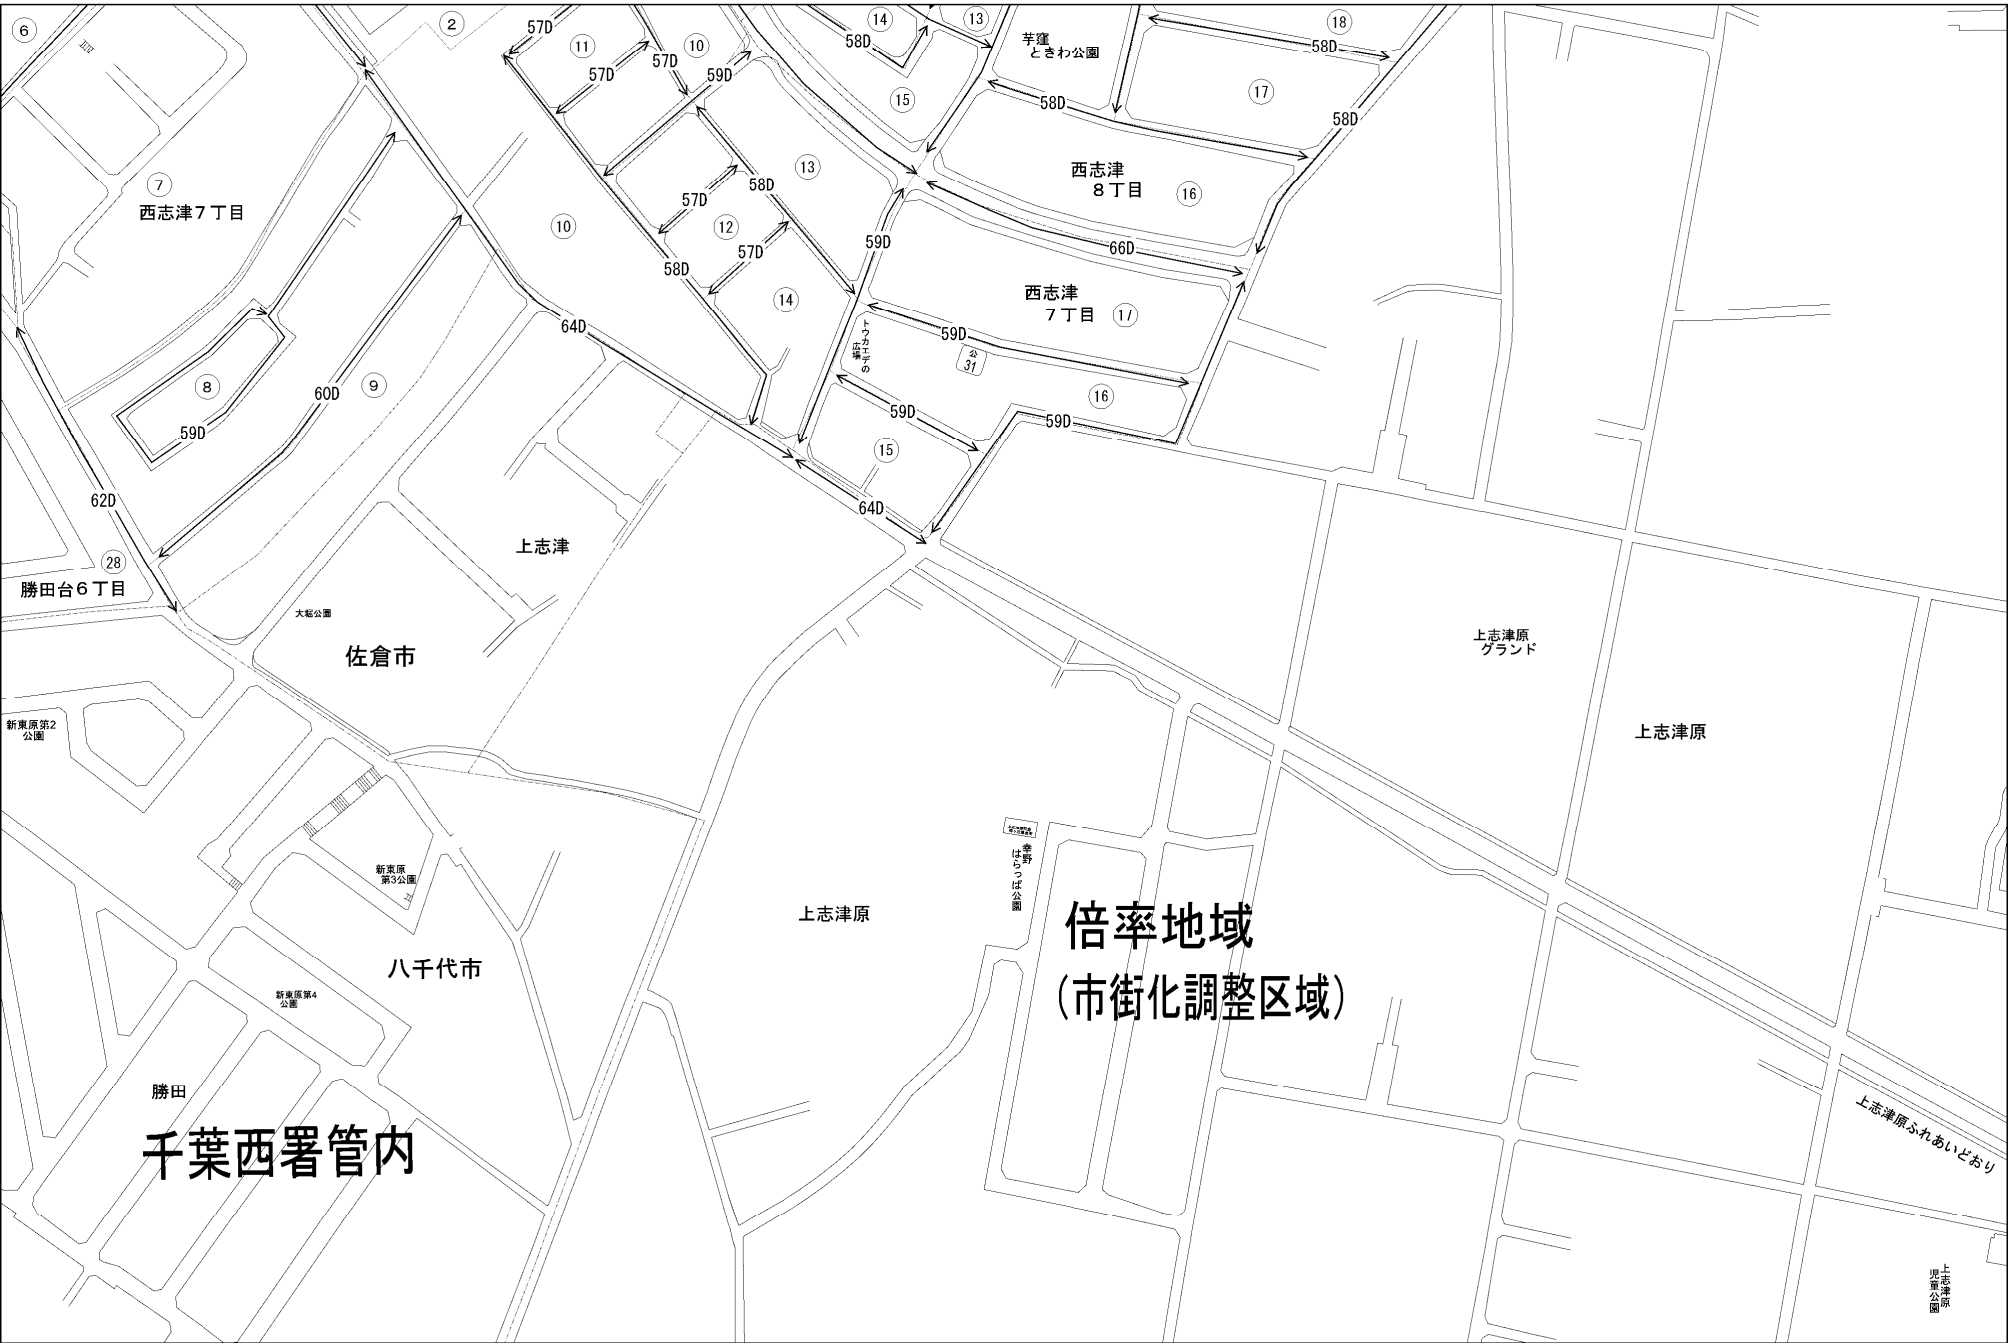 ⑥
②
57D
⑪
⑩
57D
57D
59D
⑭
⑬
58D
⑮
芋窪
ときわ公園
⑱
58D
⑰
58D
58D
⑦
西志津7丁目
⑩
⑬
58D
57D
⑫
57D
58D
⑭
59D
西志津
8丁目
⑯
66D
西志津
7丁目
⑰
トウカエデの
広場
59D
公
31
⑯
59D
59D
⑮
64D
64D
⑧
59D
60D
⑨
62D
㉘
勝田台6丁目
上志津
大堀公園
佐倉市
新東原第2
公園
新東原
第3公園
八千代市
新東原第4
公園
勝田
千葉西署管内
上志津原
幸野
はらっぱ公園
倍率地域
(市街化調整区域)
上志津原
グランド
上志津原
上志津原ふれあいどおり
上志津原
児童公園